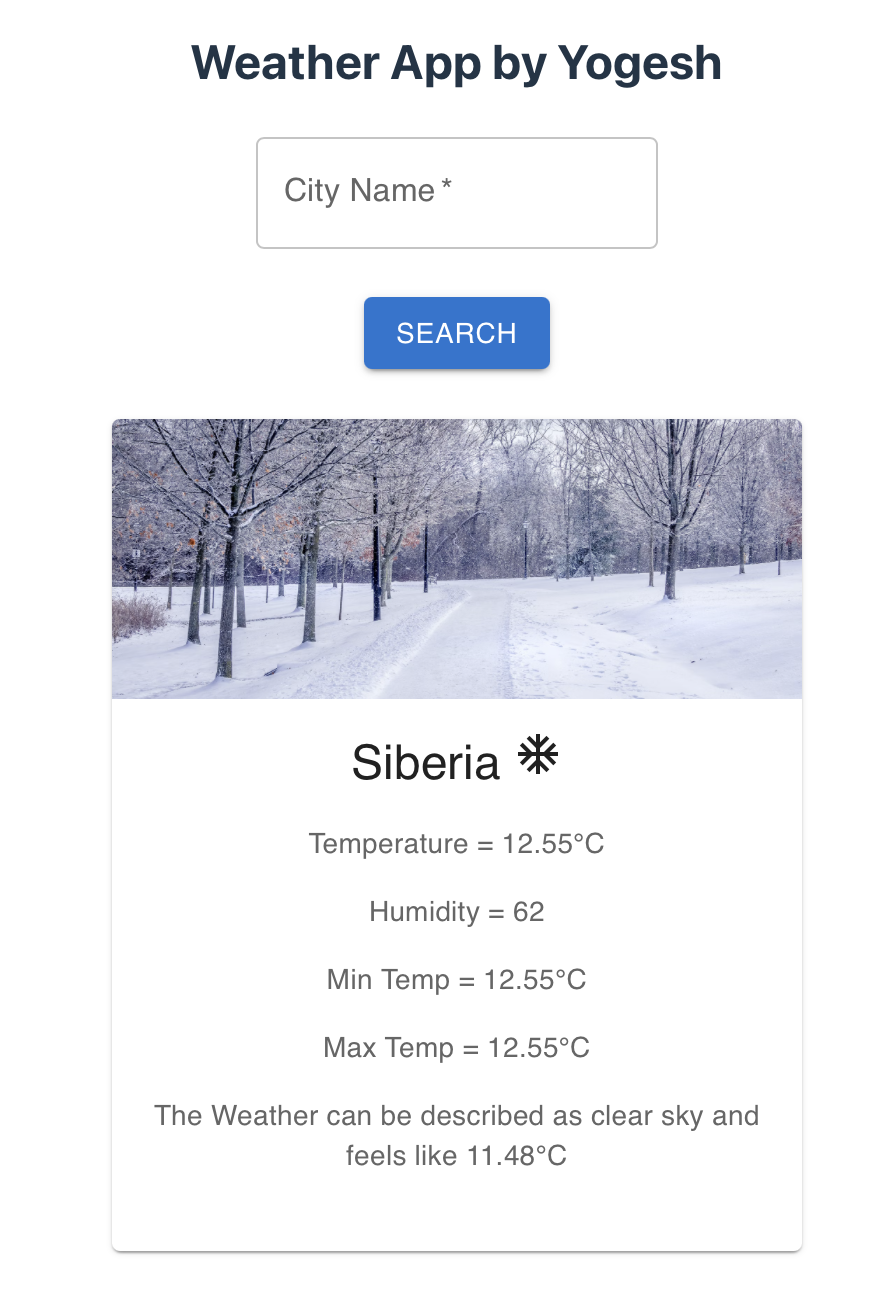 Weather App by Yogesh
City Name *
SEARCH
Siberia
Temperature = 12.55°C
Humidity = 62
Min Temp = 12.55°C
Max Temp = 12.55°C
The Weather can be described as clear sky and
feels like 11.48°C